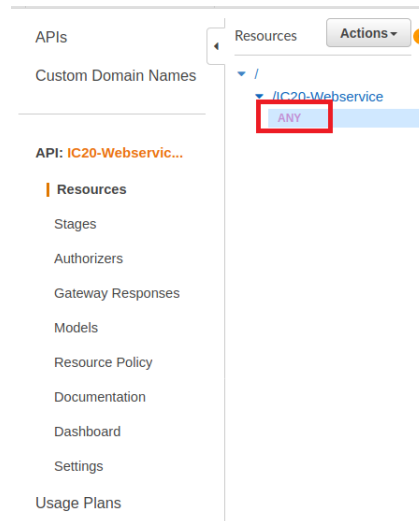 APIs
Custom Domain Names
API: IC20-Webservic...
Resources
Stages
Authorizers
Gateway Responses
Models
Resource Policy
Documentation
Dashboard
Settings
Usage Plans
Resources
Actions
/
/IC20-Webservice
ANY